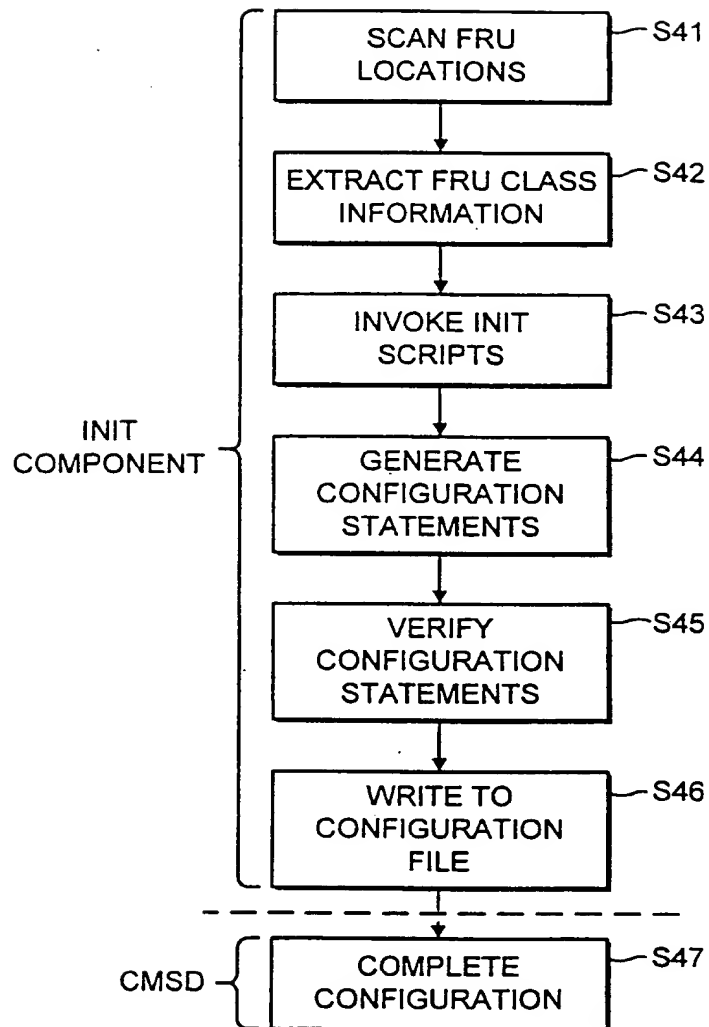 SCAN FRU
LOCATIONS
S41
EXTRACT FRU CLASS
INFORMATION
S42
INVOKE INIT
SCRIPTS
S43
INIT
COMPONENT
GENERATE
CONFIGURATION
STATEMENTS
S44
VERIFY
CONFIGURATION
STATEMENTS
S45
WRITE TO
CONFIGURATION
FILE
S46
CMSD
COMPLETE
CONFIGURATION
S47